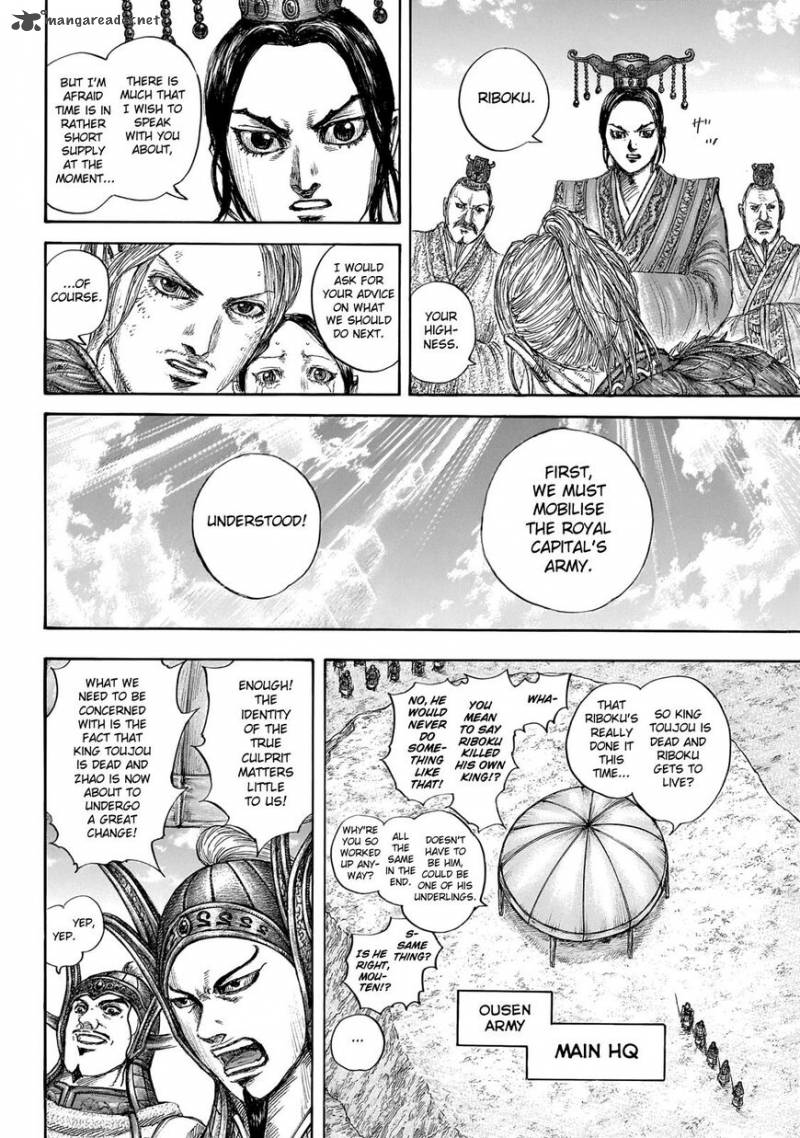 mangareader.net
RIBOKU.
ザッ
YOUR
HIGH-
NESS.
THERE IS
MUCH THAT
I WISH TO
SPEAK
WITH YOU
ABOUT,
BUT I'M
AFRAID
TIME IS IN
RATHER
SHORT
SUPPLY
AT THE
MOMENT...
I WOULD
ASK FOR
YOUR ADVICE
ON WHAT
WE SHOULD
DO NEXT.
...OF
COURSE.
FIRST,
WE MUST
MOBILISE
THE ROYAL
CAPITAL'S
ARMY.
UNDERSTOOD!
SO KING
TOUJOU IS
DEAD AND
RIBOKU
GETS TO
LIVE?
THAT
RIBOKU'S
REALLY
DONE IT
THIS
TIME...
WHA-
YOU
MEAN TO
SAY RIBOKU
KILLED
HIS OWN
KING!?
NO, HE
WOULD
NEVER
DO
SOME-
THING
LIKE
THAT!
DOESN'T
HAVE TO
BE HIM,
COULD BE
ONE OF HIS
UNDERLINGS.
ALL
THE
SAME
IN THE
END.
WHY'RE
YOU SO
WORKED
UP ANY-
WAY?
S-
SAME
THING?
IS HE
RIGHT,
MOU-
TEN!?
...
OUSEN
ARMY
MAIN HQ
ENOUGH!
THE
IDENTITY
OF THE
TRUE
CULPRIT
MATTERS
LITTLE
TO US!
WHAT WE
NEED TO BE
CONCERNED
WITH IS THE
FACT THAT
KING TOUJOU
IS DEAD AND
ZHAO IS NOW
ABOUT TO
UNDERGO
A GREAT
CHANGE!
YEP,
YEP.